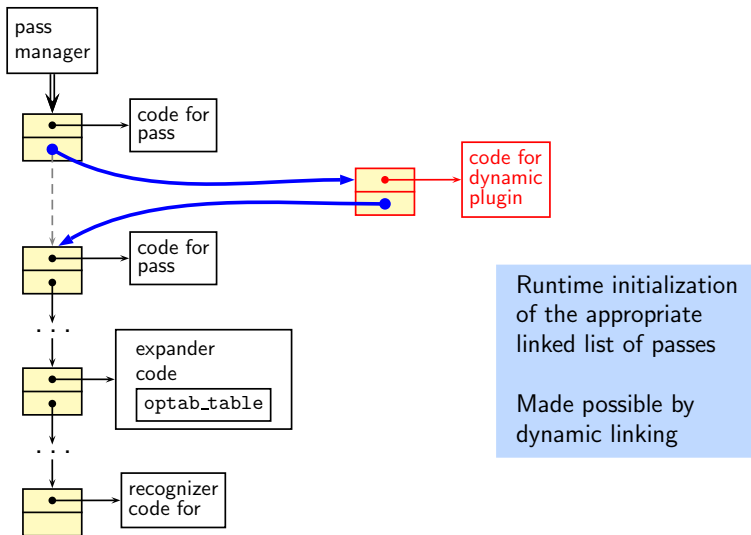 pass
manager
code for
pass
code for
dynamic
plugin
code for
pass
Runtime initialization
of the appropriate
linked list of passes
Made possible by
dynamic linking
. . .
expander
code
optab_table
. . .
recognizer
code for